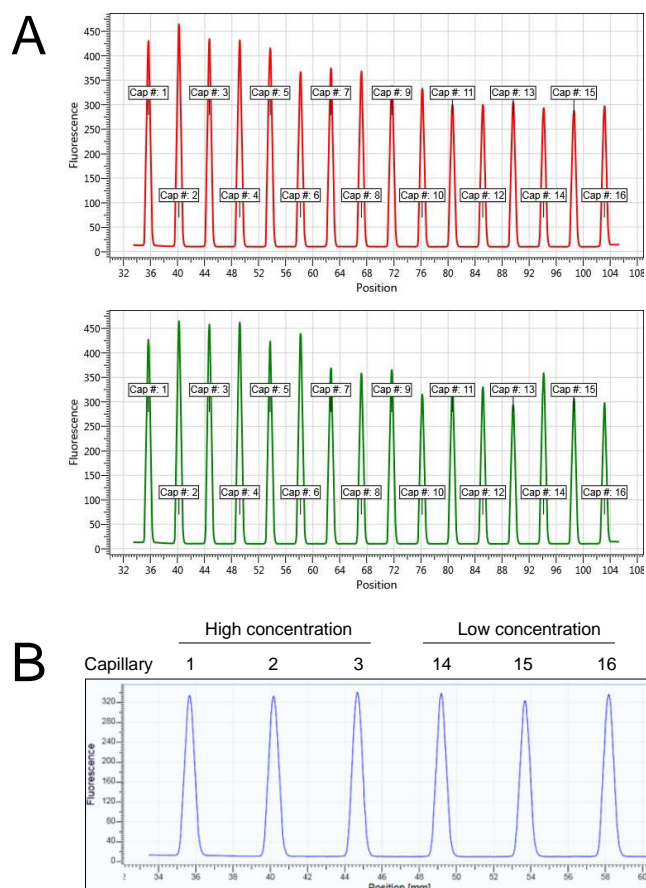 A
450
400
350
300
250
200
150
100
50
0
Fluorescence
Cap #: 1
Cap #: 3
Cap #: 5
Cap #: 7
Cap #: 9
Cap #: 11
Cap #: 13
Cap #: 15
Cap #: 2
Cap #: 4
Cap #: 6
Cap #: 8
Cap #: 10
Cap #: 12
Cap #: 14
Cap #: 16
32 36 40 44 48 52 56 60 64 68 72 76 80 84 88 92 96 100 104 108
Position
450
400
350
300
250
200
150
100
50
0
Fluorescence
Cap #: 1
Cap #: 3
Cap #: 5
Cap #: 7
Cap #: 9
Cap #: 11
Cap #: 13
Cap #: 15
Cap #: 2
Cap #: 4
Cap #: 6
Cap #: 8
Cap #: 10
Cap #: 12
Cap #: 14
Cap #: 16
32 36 40 44 48 52 56 60 64 68 72 76 80 84 88 92 96 100 104 108
Position
B
High concentration Low concentration
Capillary 1 2 3 14 15 16
320
280
240
200
160
120
80
40
0
Fluorescence
34 36 38 40 42 44 46 48 50 52 54 56 58 60
Position [mm]